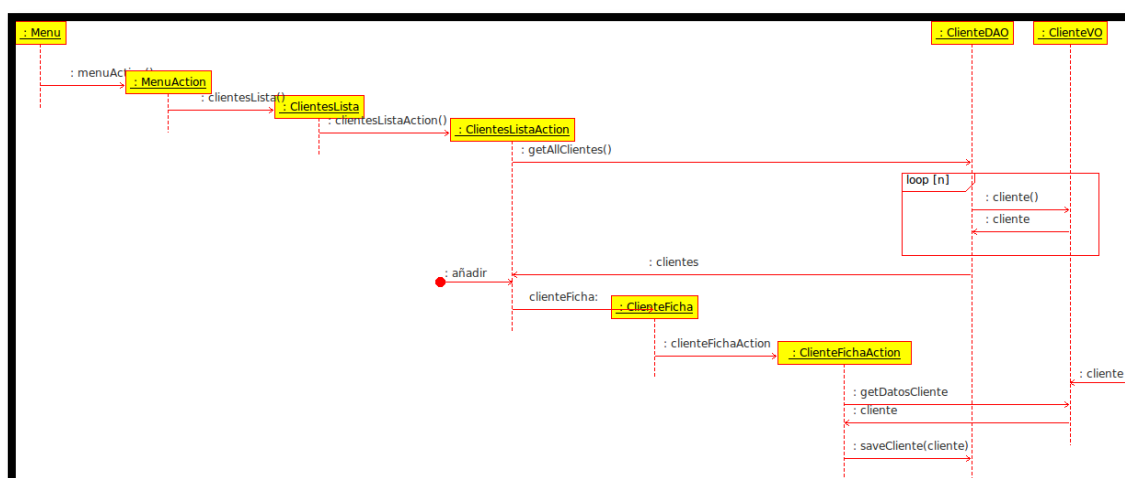 : Menu
: ClienteDAO
: ClienteVO
: menuAction()
: MenuAction
: clientesLista()
: ClientesLista
: clientesListaAction()
: ClientesListaAction
: getAllClientes()
loop [n]
: cliente()
: cliente
: clientes
: añadir
clienteFicha:
: ClienteFicha
: clienteFichaAction
: ClienteFichaAction
: cliente
: getDatosCliente
: cliente
: saveCliente(cliente)